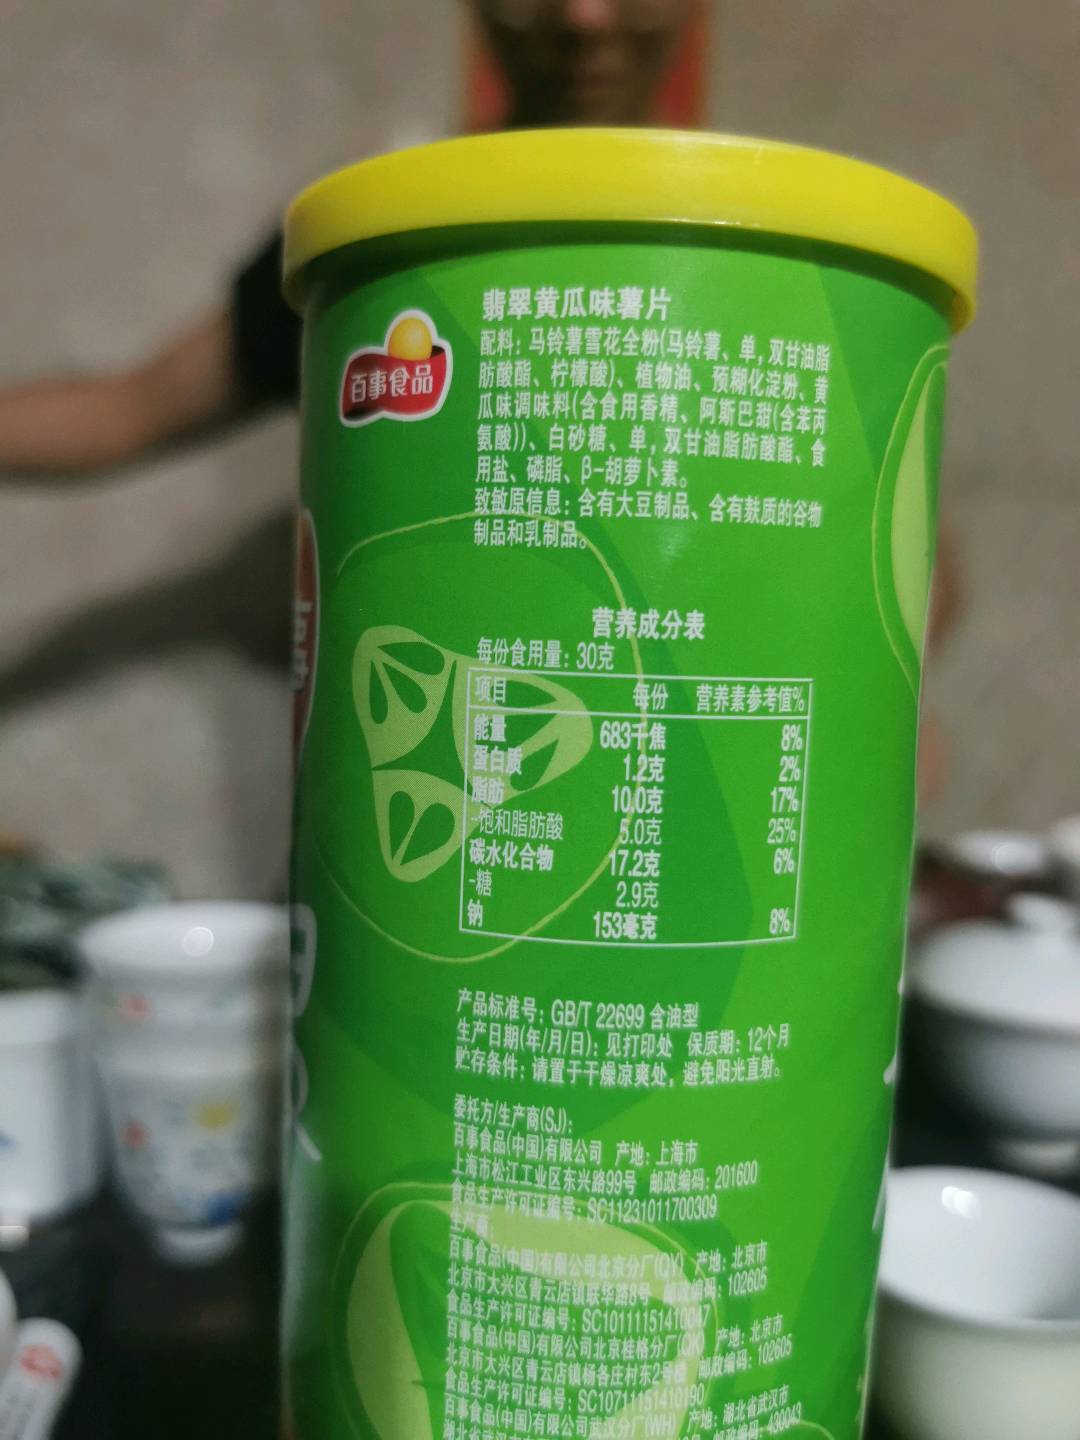 翡翠黄瓜味薯片
百事食品
配料：马铃薯雪花全粉(马铃薯、单，双甘油脂
肪酸酯、柠檬酸)、植物油、预糊化淀粉、黄
瓜味调味料(含食用香精、阿斯巴甜(含苯丙
氨酸))、白砂糖、单，双甘油脂肪酸酯、食
用盐、磷脂、β-胡萝卜素。
致敏原信息：含有大豆制品、含有麸质的谷物
制品和乳制品。
营养成分表
每份食用量：30克
项目 每份 营养素参考值%
能量 683千焦 8%
蛋白质 1.2克 2%
脂肪 10.0克 17%
-饱和脂肪酸 5.0克 25%
碳水化合物 17.2克 6%
-糖 2.9克
钠 153毫克 8%
产品标准号：GB/T 22699 含油型
生产日期(年/月/日)：见打印处 保质期：12个月
贮存条件：请置于干燥凉爽处，避免阳光直射。
委托方/生产商(SJ)：
百事食品(中国)有限公司 产地：上海市
上海市松江工业区东兴路99号 邮政编码：201600
食品生产许可证编号：SC11231011700309
生产商：
百事食品(中国)有限公司北京分厂(QY) 产地：北京市
北京市大兴区青云店镇联华路8号 邮政编码：102605
食品生产许可证编号：SC10111151410047
百事食品(中国)有限公司北京桂格分厂(QK) 产地：北京市
北京市大兴区青云店镇杨各庄村东2号楼 邮政编码：102605
食品生产许可证编号：SC10711151410190
百事食品(中国)有限公司武汉分厂(WH) 产地：湖北省武汉市
湖北省武汉市 邮政编码：430043